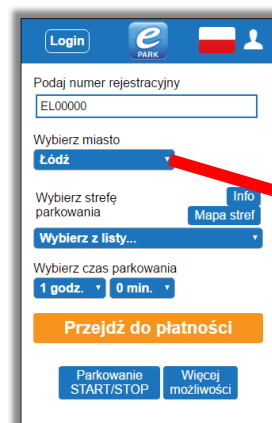 Login
e
PARK
Podaj numer rejestracyjny
EL00000
Wybierz miasto
Łódź
Wybierz strefę
parkowania
Info
Mapa stref
Wybierz z listy...
Wybierz czas parkowania
1 godz. 0 min.
Przejdź do płatności
Parkowanie
START/STOP
Więcej
możliwości